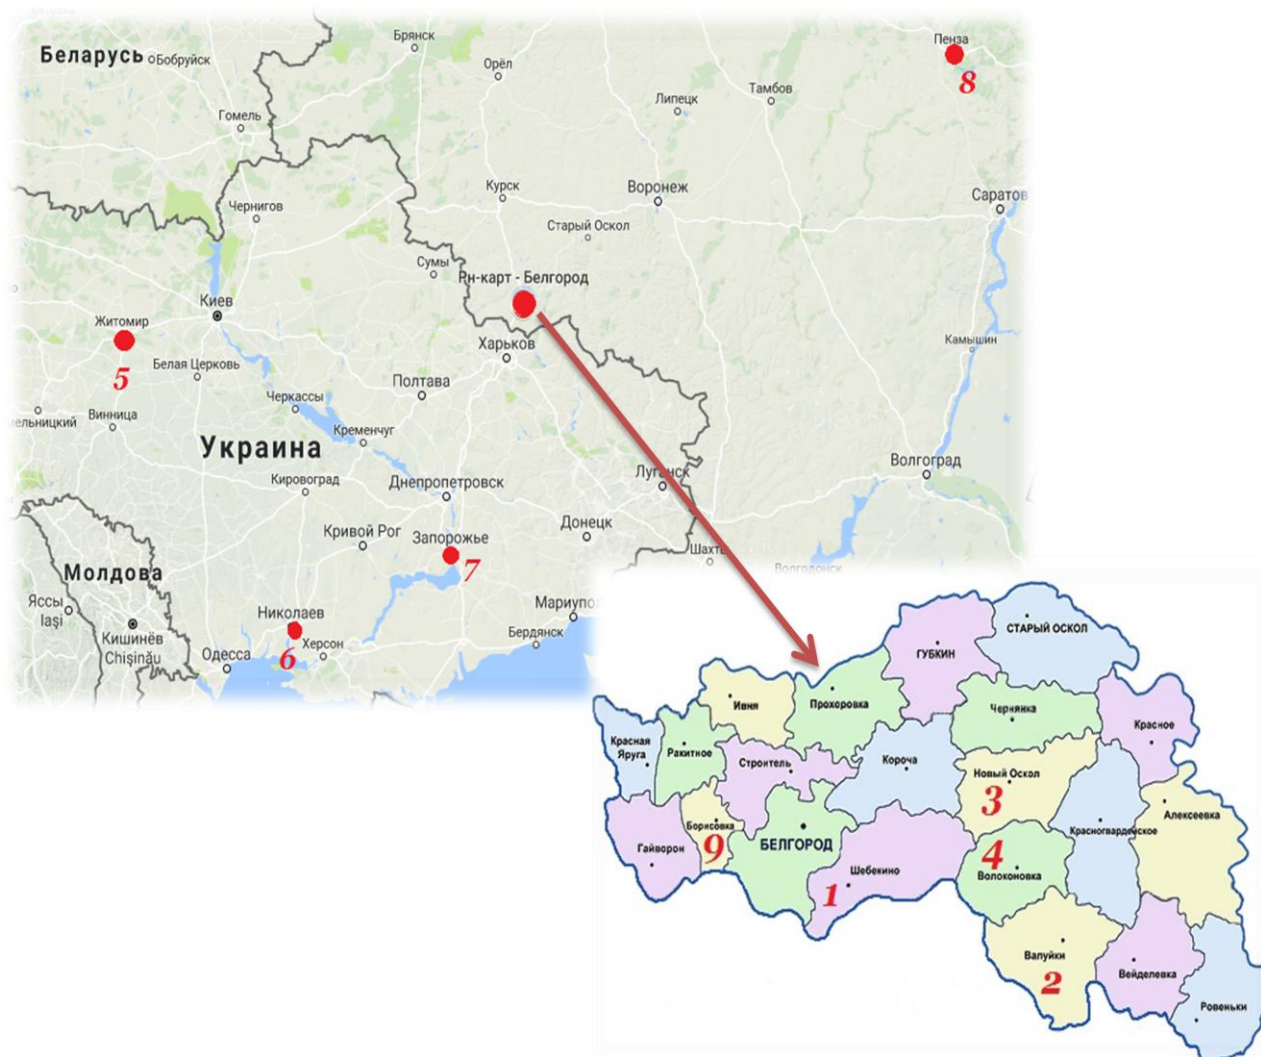 Беларусь
Бобруйск
Брянск
Орёл
Пенза
8
Липецк
Тамбов
Гомель
Чернигов
Курск
Воронеж
Саратов
Старый Оскол
Сумы
Рн-карт - Белгород
Киев
Житомир
5
Белая Церковь
Харьков
Камышин
Полтава
Черкассы
ельницкий
Винница
Кременчуг
Украина
Волгоград
Луганск
Кировоград
Днепропетровск
Донецк
Кривой Рог
Запорожье
7
Шахты
Волгодонск
Молдова
Яссы
Iași
Кишинёв
Chișinău
Николаев
6
Херсон
Одесса
Мариупол
Бердянск
СТАРЫЙ ОСКОЛ
ГУБКИН
Ивня
Прохоровка
Чернянка
Красное
Красная
Яруга
Ракитное
Строитель
Короча
Новый Оскол
3
Алексеевка
Борисовка
9
БЕЛГОРОД
Красногвардейское
Гайворон
4
Волоконовка
Шебекино
1
Валуйки
2
Вейделевка
Ровеньки